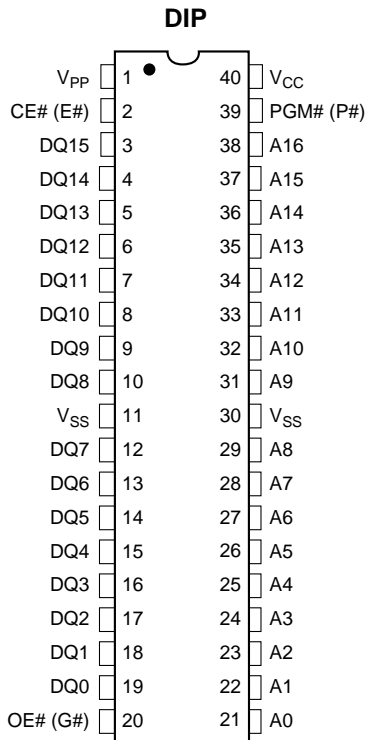 DIP
V_PP 1 40 V_CC
CE# (E#) 2 39 PGM# (P#)
DQ15 3 38 A16
DQ14 4 37 A15
DQ13 5 36 A14
DQ12 6 35 A13
DQ11 7 34 A12
DQ10 8 33 A11
DQ9 9 32 A10
DQ8 10 31 A9
V_SS 11 30 V_SS
DQ7 12 29 A8
DQ6 13 28 A7
DQ5 14 27 A6
DQ4 15 26 A5
DQ3 16 25 A4
DQ2 17 24 A3
DQ1 18 23 A2
DQ0 19 22 A1
OE# (G#) 20 21 A0